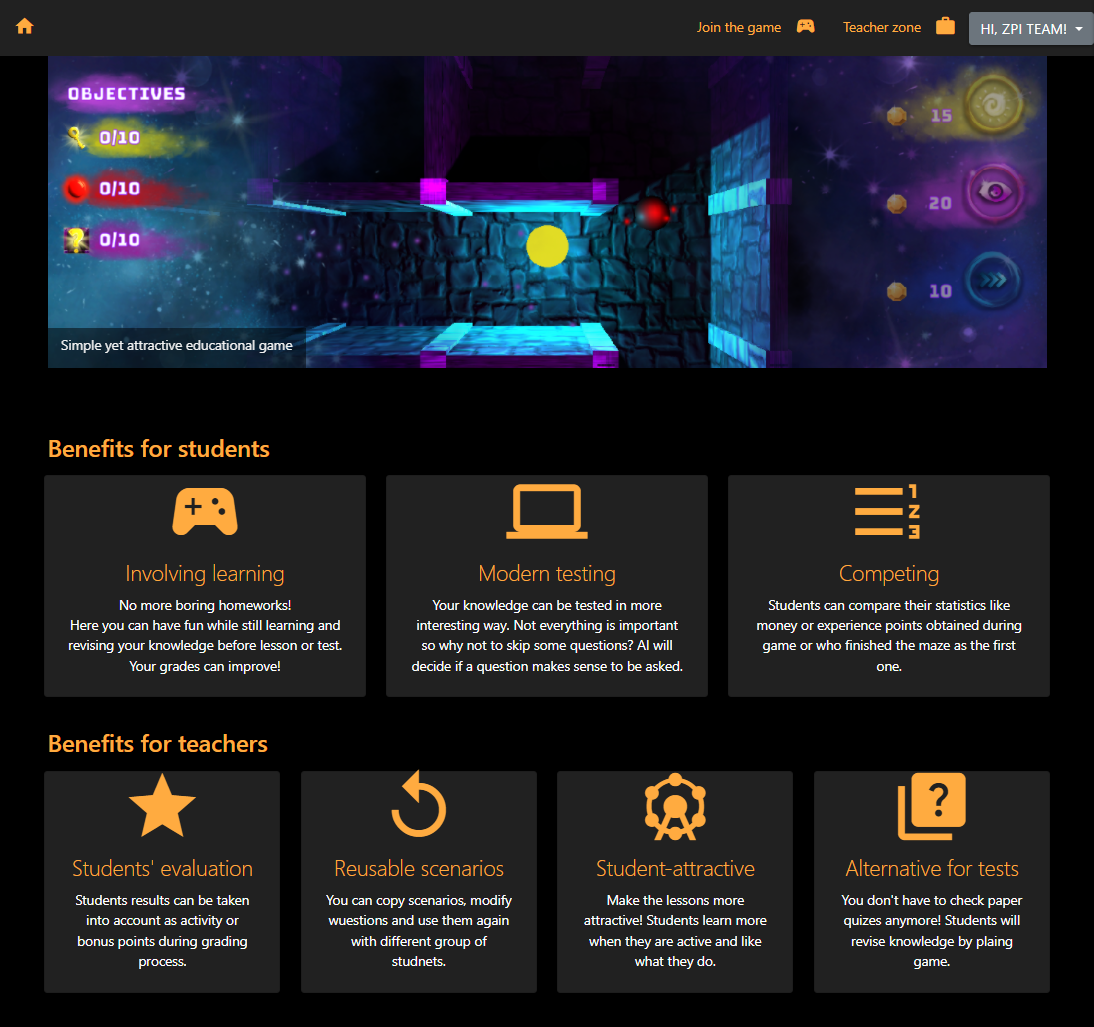 Join the game
Teacher zone
HI, ZPI TEAM!
OBJECTIVES
0/10
0/10
0/10
15
20
10
Simple yet attractive educational game
Benefits for students
1
2
3
Involving learning
No more boring homeworks!
Here you can have fun while still learning and
revising your knowledge before lesson or test.
Your grades can improve!
Modern testing
Your knowledge can be tested in more
interesting way. Not everything is important
so why not to skip some questions? AI will
decide if a question makes sense to be asked.
Competing
Students can compare their statistics like
money or experience points obtained during
game or who finished the maze as the first
one.
Benefits for teachers
?
Students' evaluation
Students results can be taken
into account as activity or
bonus points during grading
process.
Reusable scenarios
You can copy scenarios, modify
wuestions and use them again
with different group of
studnets.
Student-attractive
Make the lessons more
attractive! Students learn more
when they are active and like
what they do.
Alternative for tests
You don't have to check paper
quizes anymore! Students will
revise knowledge by plaing
game.